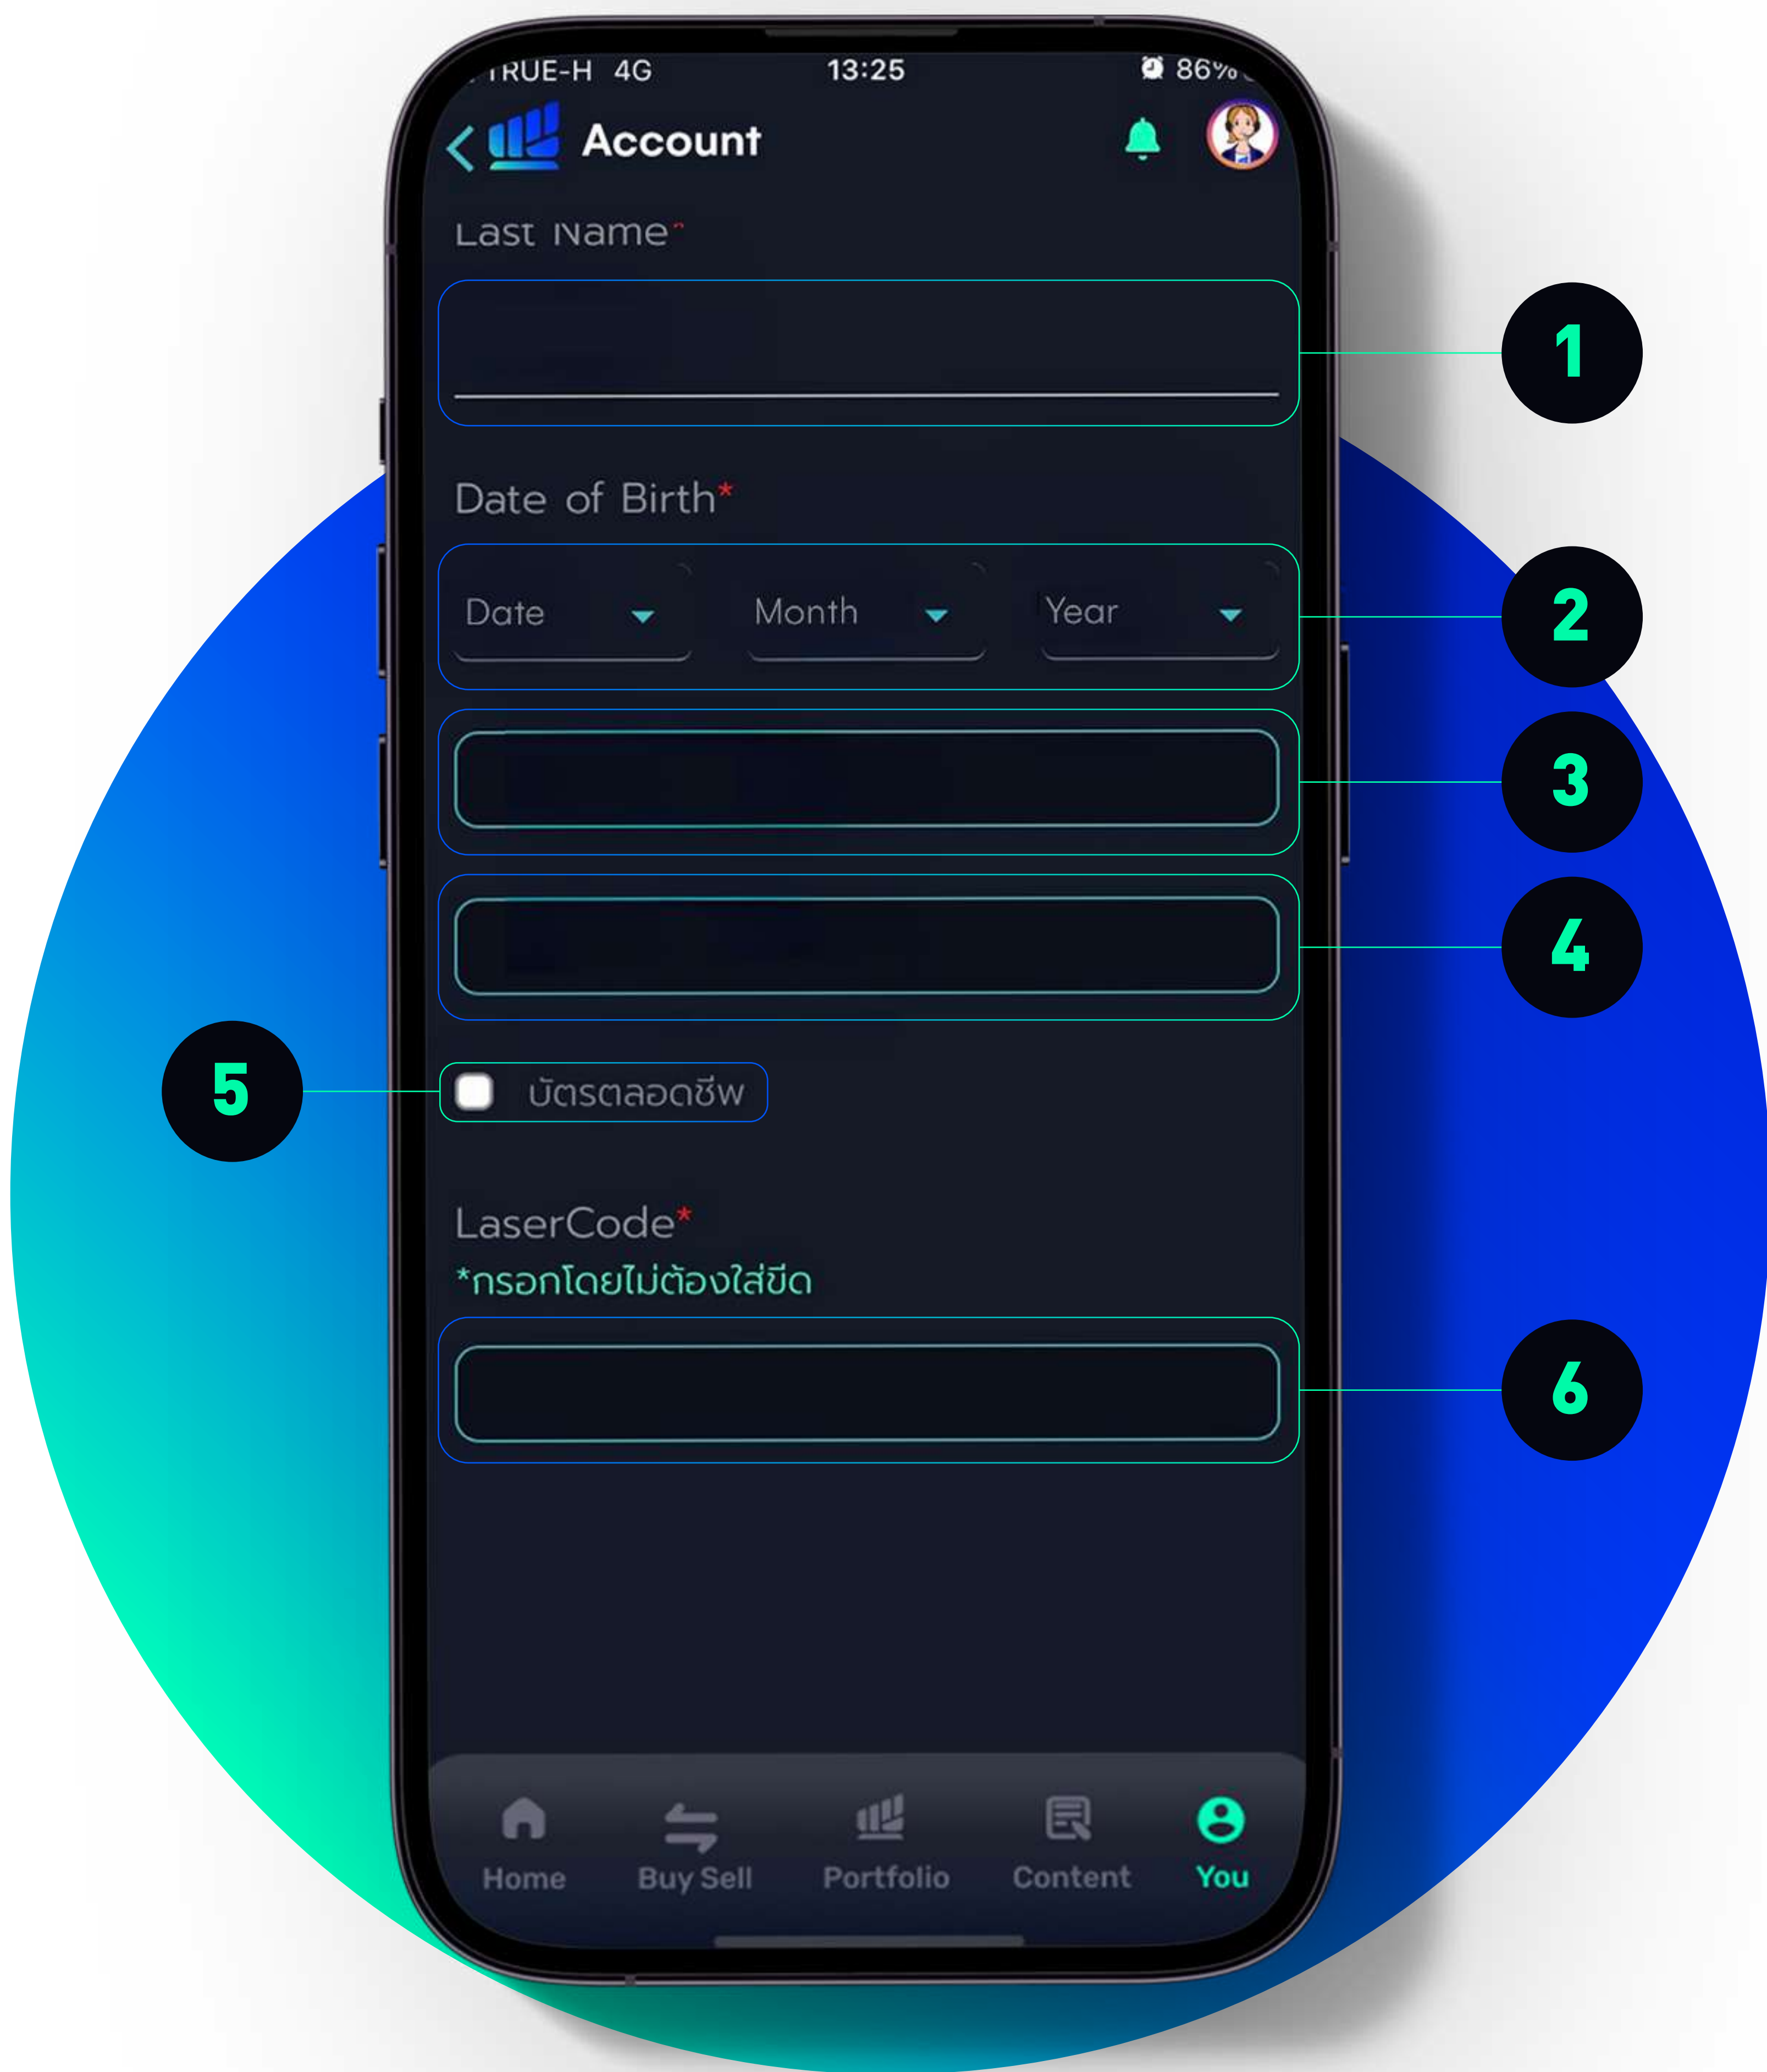 TRUE-H 4G 13:25 86%
Account
Last Name*
1
Date of Birth*
Date Month Year
2
3
4
5
บัตรตลอดชีพ
LaserCode*
*กรอกโดยไม่ต้องใส่ขีด
6
Home Buy Sell Portfolio Content You